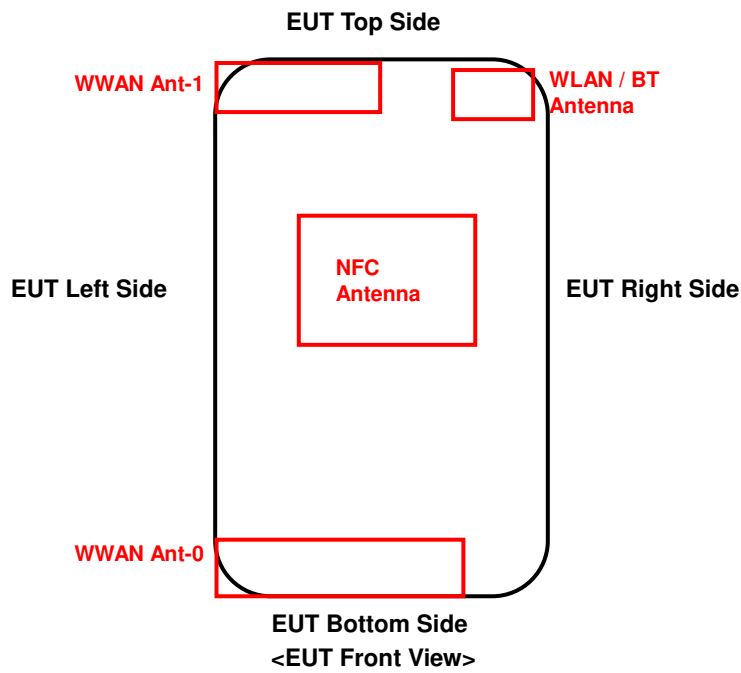 EUT Top Side
WWAN Ant-1
WLAN / BT
Antenna
NFC
Antenna
EUT Left Side
EUT Right Side
WWAN Ant-0
EUT Bottom Side
<EUT Front View>